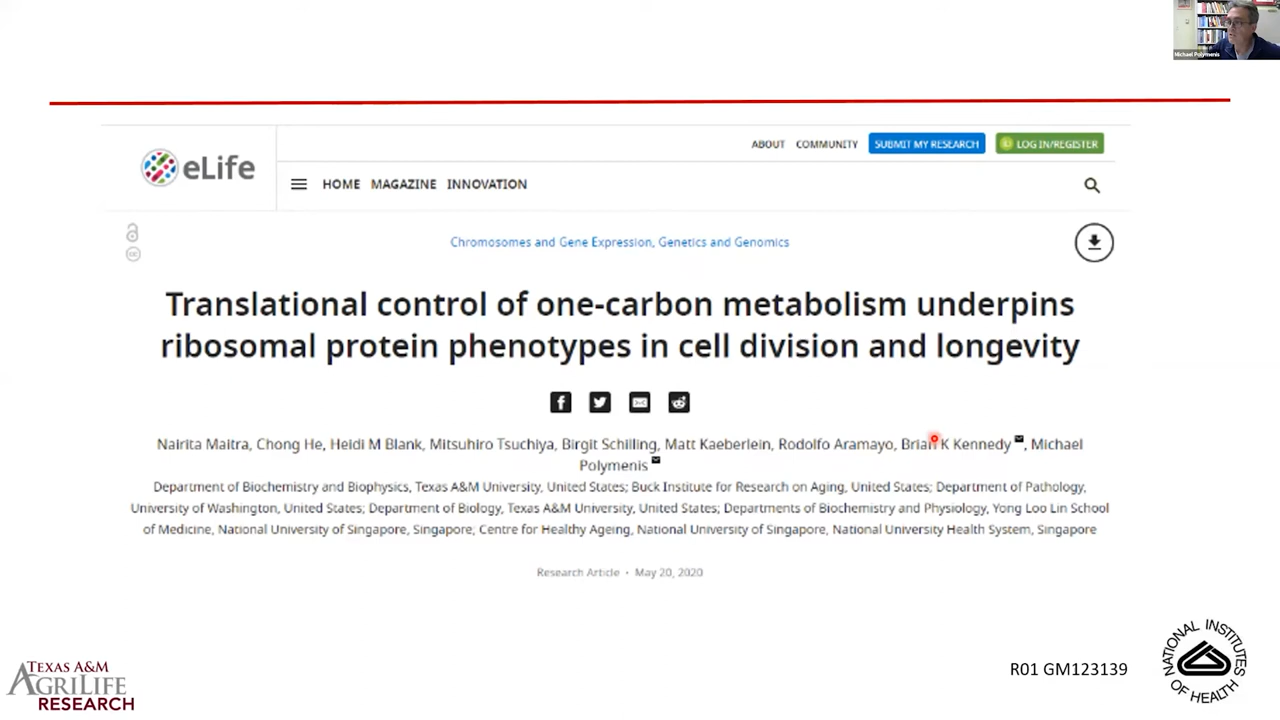 Michael Polymenis
eLife
ABOUT COMMUNITY SUBMIT MY RESEARCH LOG IN/REGISTER
HOME MAGAZINE INNOVATION
Chromosomes and Gene Expression, Genetics and Genomics
Translational control of one-carbon metabolism underpins
ribosomal protein phenotypes in cell division and longevity
Nairita Maitra, Chong He, Heidi M Blank, Mitsuhiro Tsuchiya, Birgit Schilling, Matt Kaeberlein, Rodolfo Aramayo, Brian K Kennedy, Michael
Polymenis
Department of Biochemistry and Biophysics, Texas A&M University, United States; Buck Institute for Research on Aging, United States; Department of Pathology,
University of Washington, United States; Department of Biology, Texas A&M University, United States; Departments of Biochemistry and Physiology, Yong Loo Lin School
of Medicine, National University of Singapore, Singapore; Centre for Healthy Ageing, National University of Singapore, National University Health System, Singapore
Research Article • May 20, 2020
TEXAS A&M
AGRILIFE
RESEARCH
R01 GM123139
NATIONAL INSTITUTES
OF HEALTH